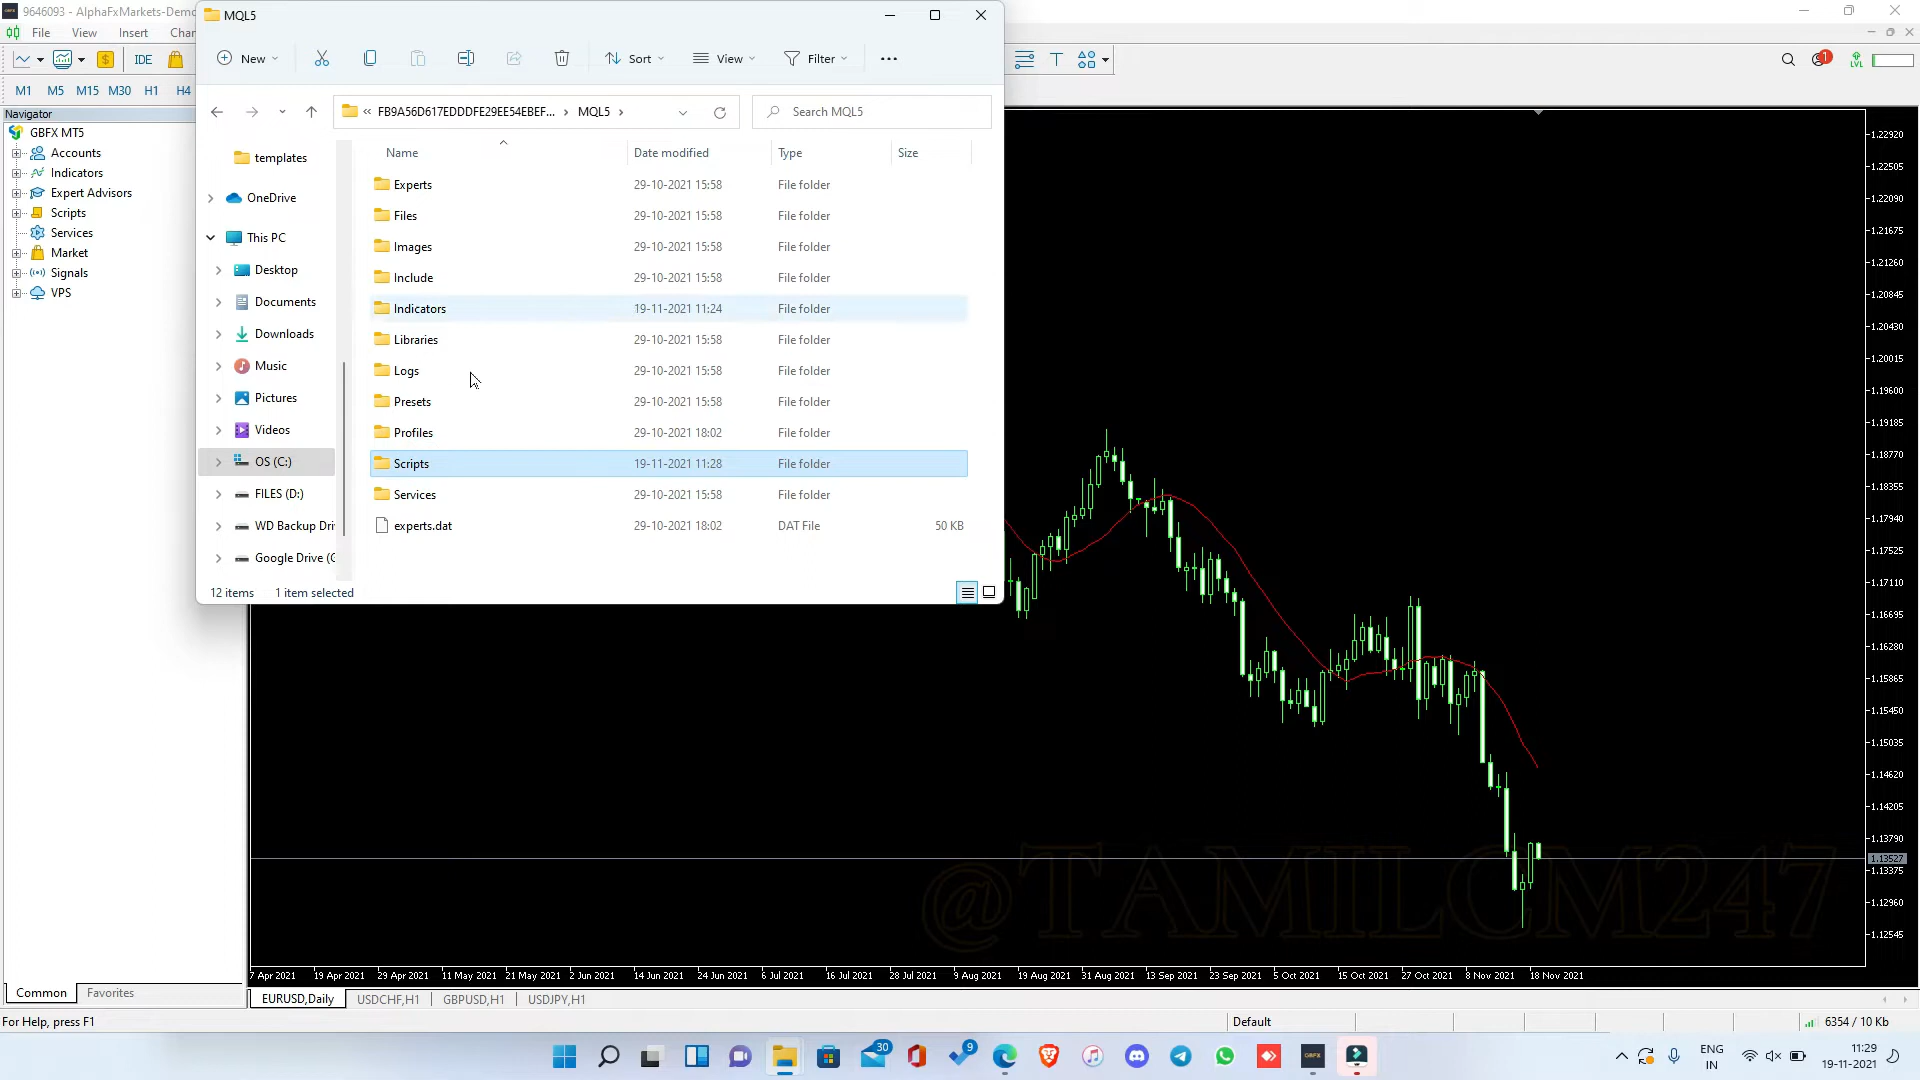 9646093 - AlphaFxMarkets-Demo
File View Insert
IDE
M1 M5 M15 M30 H1 H4
Navigator
GBFX MT5
Accounts
Indicators
Expert Advisors
Scripts
Services
Market
Signals
VPS
Common Favorites
MQL5
New
Sort
View
Filter
« FB9A56D617EDDDFE29EE54EBEF... › MQL5 ›
Search MQL5
templates
OneDrive
This PC
Desktop
Documents
Downloads
Music
Pictures
Videos
OS (C:)
FILES (D:)
WD Backup Dri
Google Drive (
Name Date modified Type Size
Experts 29-10-2021 15:58 File folder
Files 29-10-2021 15:58 File folder
Images 29-10-2021 15:58 File folder
Include 29-10-2021 15:58 File folder
Indicators 19-11-2021 11:24 File folder
Libraries 29-10-2021 15:58 File folder
Logs 29-10-2021 15:58 File folder
Presets 29-10-2021 15:58 File folder
Profiles 29-10-2021 18:02 File folder
Scripts 19-11-2021 11:28 File folder
Services 29-10-2021 15:58 File folder
experts.dat 29-10-2021 18:02 DAT File 50 KB
12 items 1 item selected
1
LVL
1.22920
1.22505
1.22090
1.21675
1.21260
1.20845
1.20430
1.20015
1.19600
1.19185
1.18770
1.18355
1.17940
1.17525
1.17110
1.16695
1.16280
1.15865
1.15450
1.15035
1.14620
1.14205
1.13790
1.13527
1.13375
1.12960
1.12545
@TAMILCM247
7 Apr 2021 19 Apr 2021 29 Apr 2021 11 May 2021 21 May 2021 2 Jun 2021 14 Jun 2021 24 Jun 2021 6 Jul 2021 16 Jul 2021 28 Jul 2021 9 Aug 2021 19 Aug 2021 31 Aug 2021 13 Sep 2021 23 Sep 2021 5 Oct 2021 15 Oct 2021 27 Oct 2021 8 Nov 2021 18 Nov 2021
EURUSD,Daily USDCHF,H1 GBPUSD,H1 USDJPY,H1
For Help, press F1 Default 6354 / 10 Kb
30 9
ENG
IN
11:29
19-11-2021